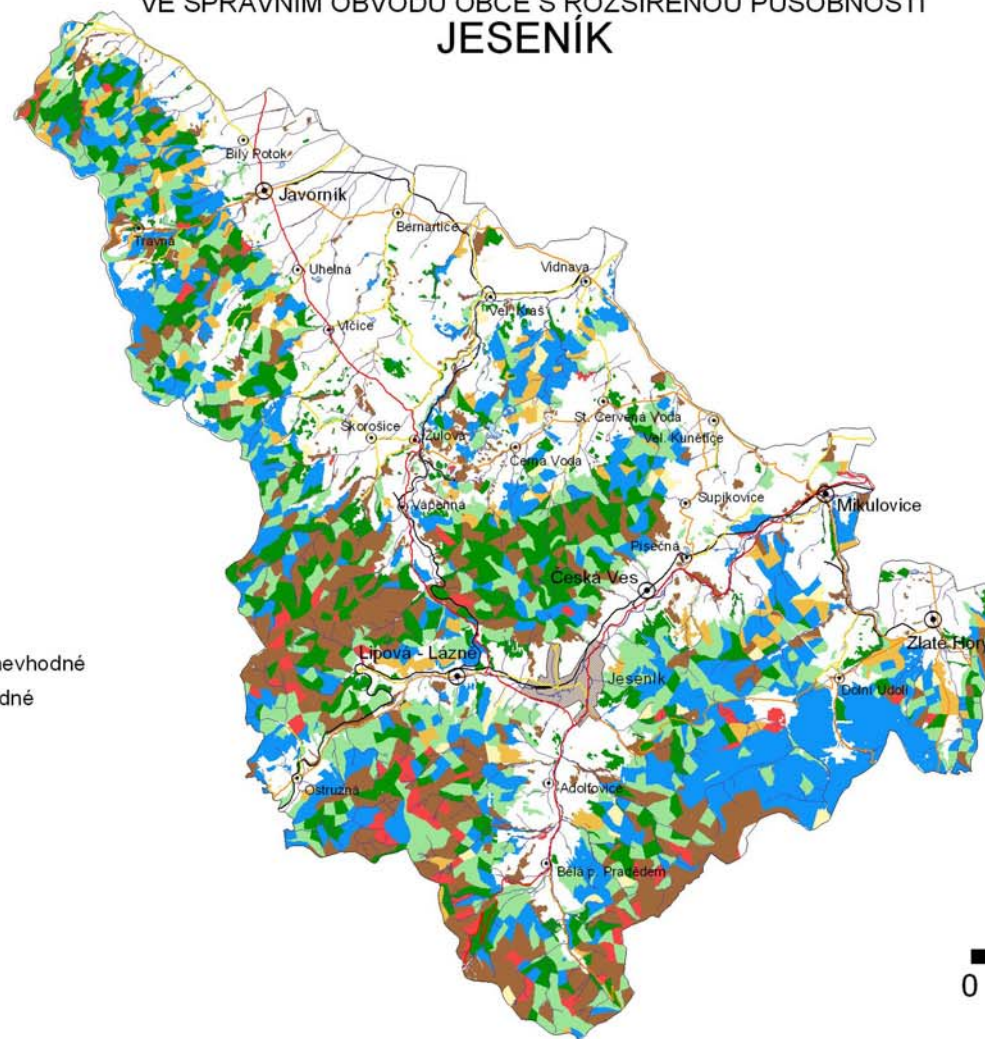 VE SPRÁVNÍM OBVODU OBCE S ROZŠÍŘENOU PŮSOBNOSTÍ
JESENÍK
Bílý Potok
Javorník
Bernartice
Travná
Uhelná
Vidnava
Vel. Kraš
Vlčice
St. Červená Voda
Vel. Kunětice
Skorošice
Žulová
Černá Voda
Supíkovice
Mikulovice
Vápenná
Písečná
Česká Ves
Zlaté Hory
nevhodné
Lipová - Lázně
Jeseník
Dolní Údolí
dné
Ostružná
Adolfovice
Bělá p. Pradědem
0